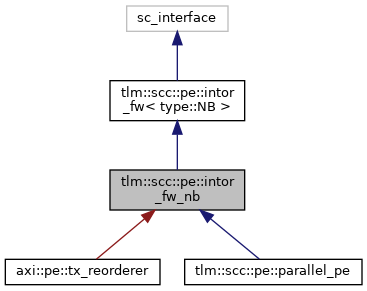 sc_interface
tlm::scc::pe::intor
_fw< type::NB >
tlm::scc::pe::intor
_fw_nb
axi::pe::tx_reorderer
tlm::scc::pe::parallel_pe